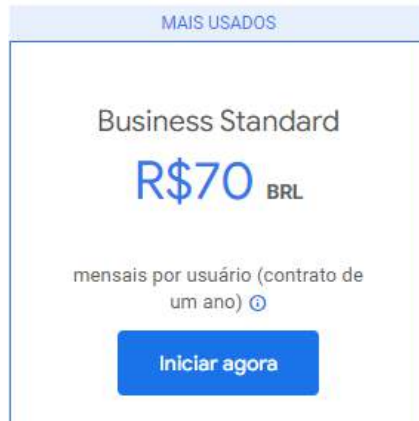 MAIS USADOS
Business Standard
R$70 BRL
mensais por usuário (contrato de
um ano)
Iniciar agora